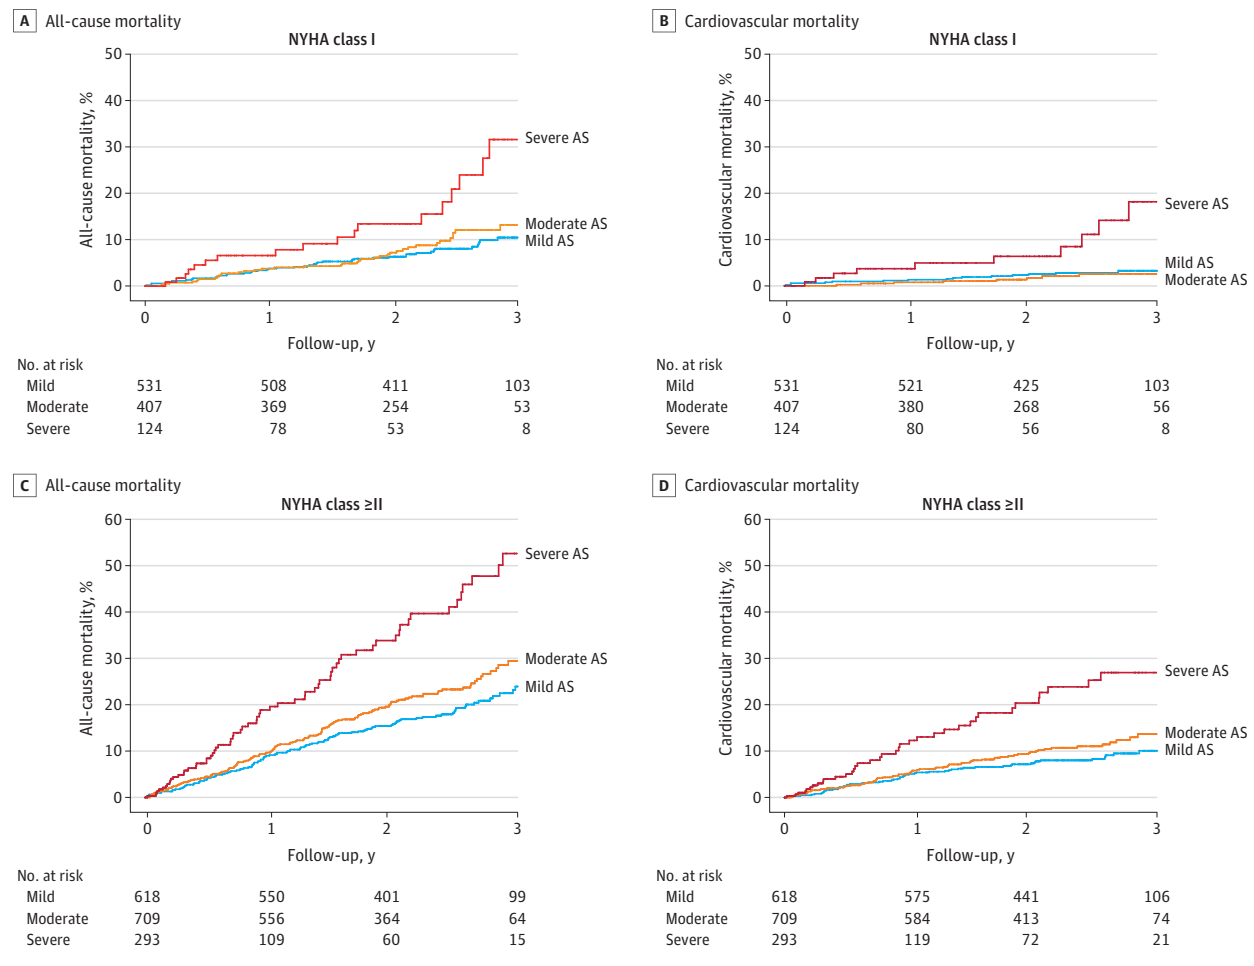 A All-cause mortality
NYHA class I
All-cause mortality, %
50
40
30
20
10
0
Severe AS
Moderate AS
Mild AS
0 1 2 3
Follow-up, y
No. at risk
Mild 531 508 411 103
Moderate 407 369 254 53
Severe 124 78 53 8
B Cardiovascular mortality
NYHA class I
Cardiovascular mortality, %
50
40
30
20
10
0
Severe AS
Mild AS
Moderate AS
0 1 2 3
Follow-up, y
No. at risk
Mild 531 521 425 103
Moderate 407 380 268 56
Severe 124 80 56 8
C All-cause mortality
NYHA class ≥II
All-cause mortality, %
60
50
40
30
20
10
0
Severe AS
Moderate AS
Mild AS
0 1 2 3
Follow-up, y
No. at risk
Mild 618 550 401 99
Moderate 709 556 364 64
Severe 293 109 60 15
D Cardiovascular mortality
NYHA class ≥II
Cardiovascular mortality, %
60
50
40
30
20
10
0
Severe AS
Moderate AS
Mild AS
0 1 2 3
Follow-up, y
No. at risk
Mild 618 575 441 106
Moderate 709 584 413 74
Severe 293 119 72 21